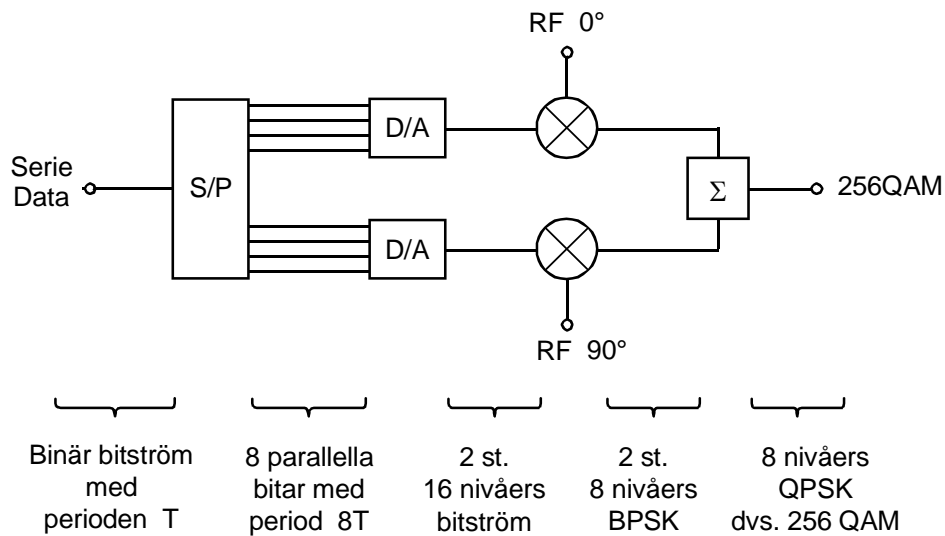 RF 0°
D/A
Serie
Data
S/P
Σ
256QAM
D/A
RF 90°
Binär bitström
med
perioden T
8 parallella
bitar med
period 8T
2 st.
16 nivåers
bitström
2 st.
8 nivåers
BPSK
8 nivåers
QPSK
dvs. 256 QAM